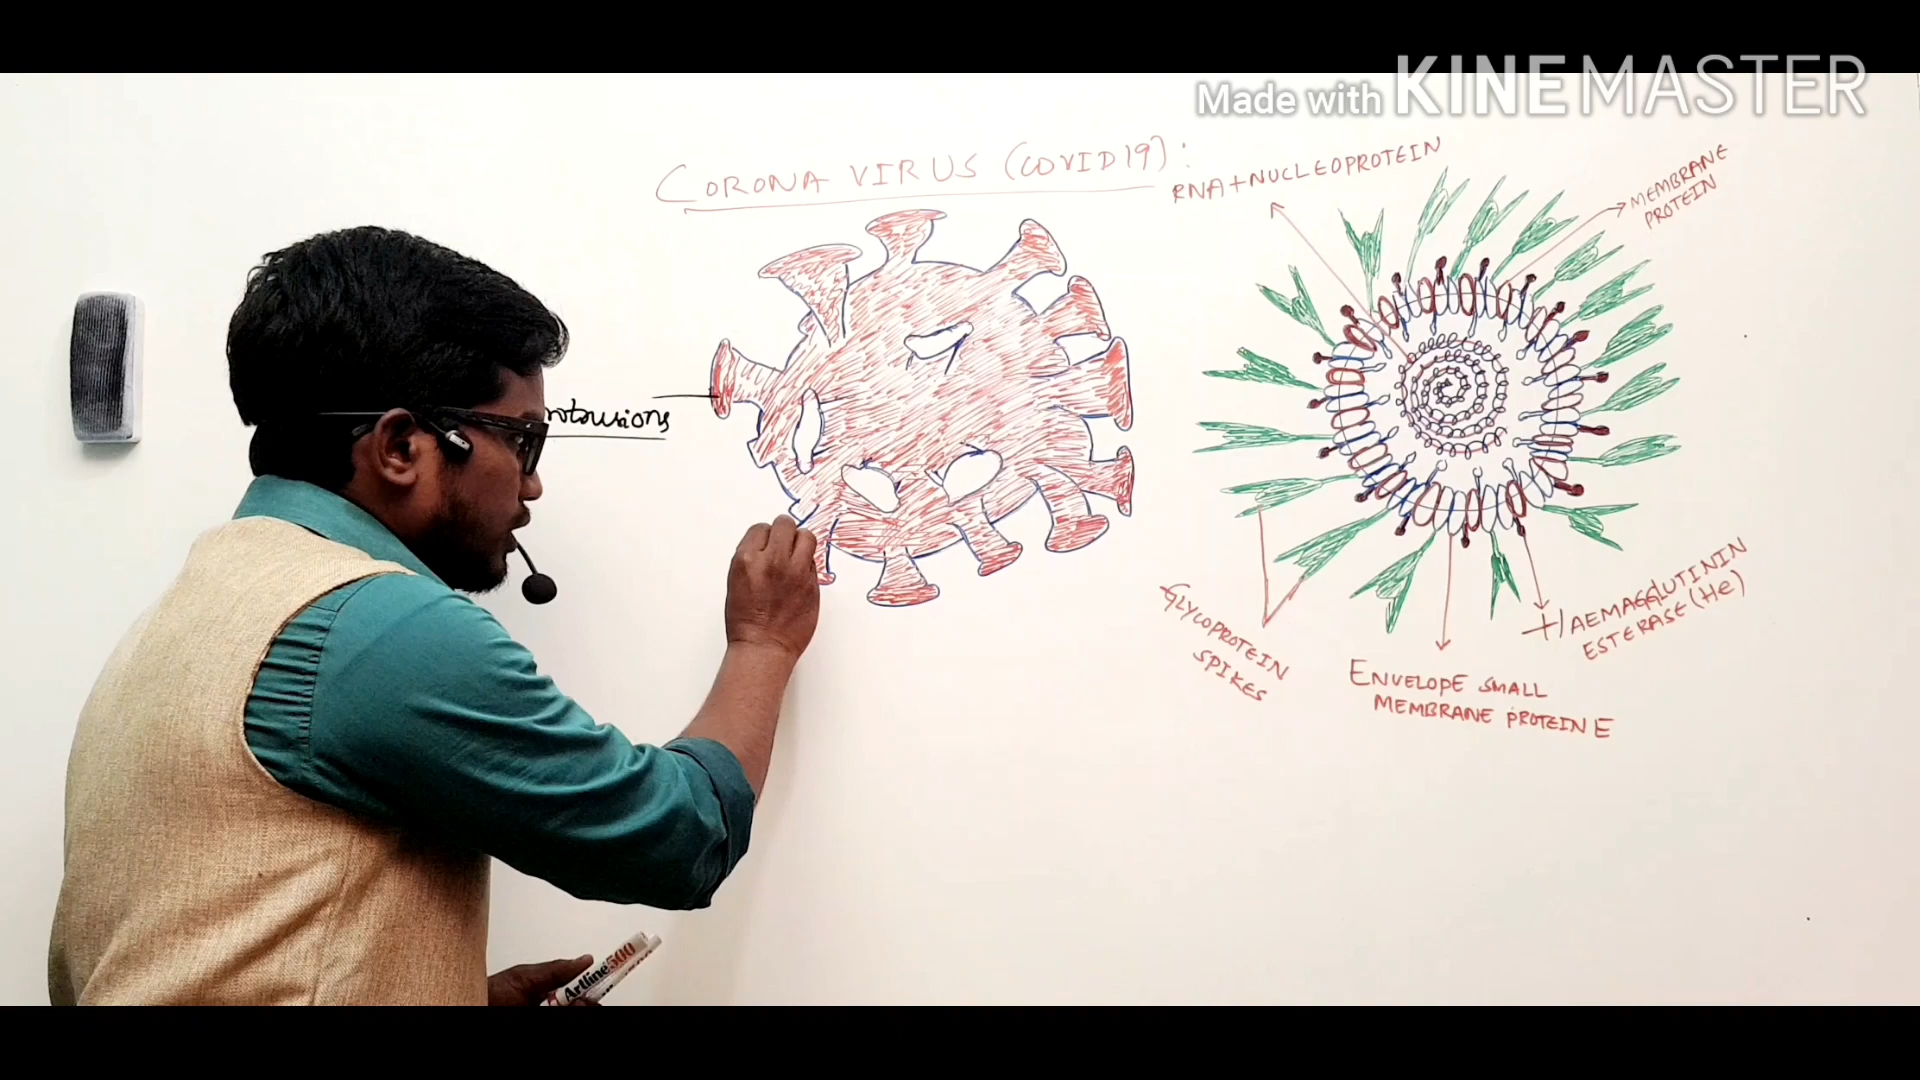 Made with KINEMASTER
CORONA VIRUS (COVID19):
RNA+NUCLEOPROTEIN
MEMBRANE
PROTEIN
GLYCOPROTEIN
SPIKES
ENVELOPE SMALL
MEMBRANE PROTEIN E
HAEMAGGLUTININ
ESTERASE (He)
Artline 500